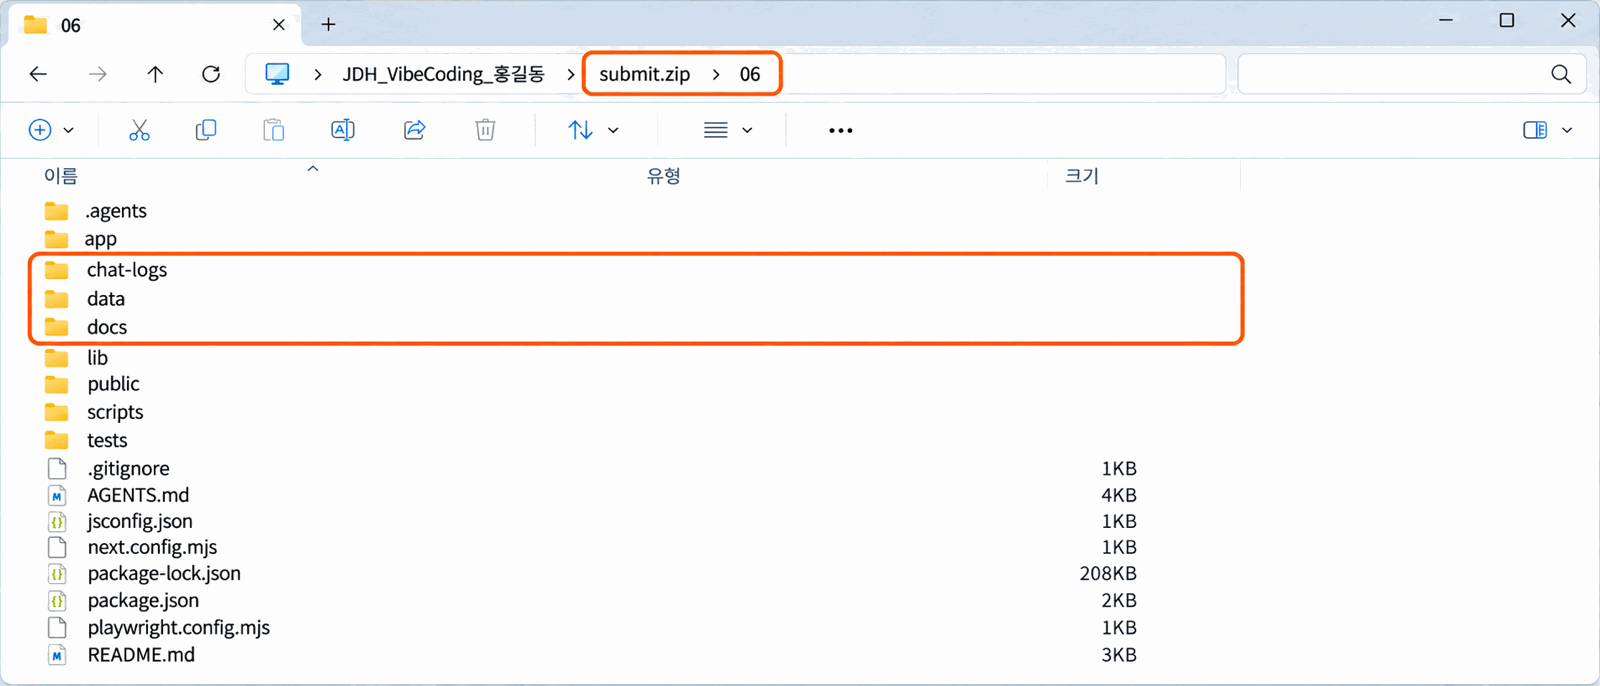 06
JDH_VibeCoding_홍길동 submit.zip 06
이름 유형 크기
.agents
app
chat-logs
data
docs
lib
public
scripts
tests
.gitignore 1KB
AGENTS.md 4KB
jsconfig.json 1KB
next.config.mjs 1KB
package-lock.json 208KB
package.json 2KB
playwright.config.mjs 1KB
README.md 3KB